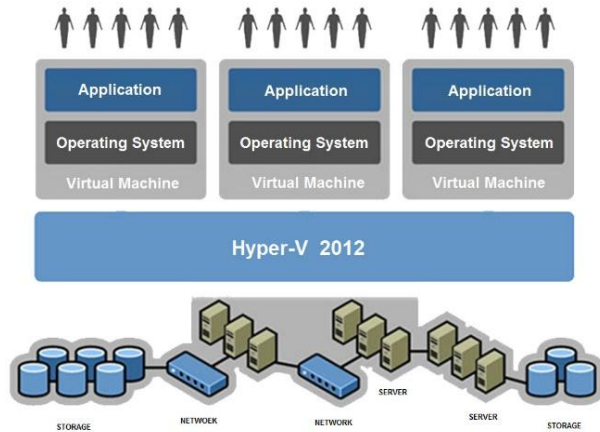 Application
Application
Application
Operating System
Operating System
Operating System
Virtual Machine
Virtual Machine
Virtual Machine
Hyper-V 2012
SERVER
NETWOEK
NETWORK
SERVER
STORAGE
STORAGE